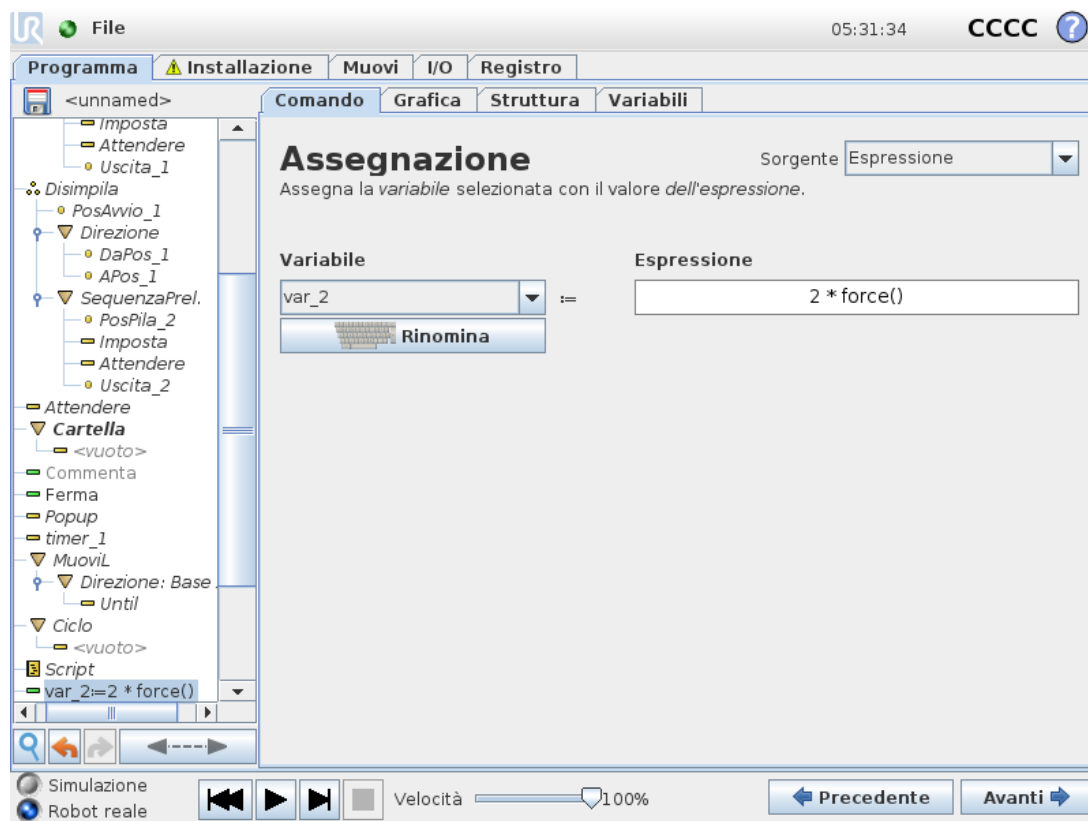 UR File 05:31:34 CCCC ?
Programma Installazione Muovi I/O Registro
<unnamed>
Comando Grafica Struttura Variabili
Imposta
Attendere
Uscita_1
Disimpila
PosAvvio_1
Direzione
DaPos_1
APos_1
SequenzaPrel.
PosPila_2
Imposta
Attendere
Uscita_2
Attendere
Cartella
<vuoto>
Commenta
Ferma
Popup
timer_1
MuoviL
Direzione: Base
Until
Ciclo
<vuoto>
Script
var_2:=2 * force()
Assegnazione
Sorgente Espressione
Assegna la variabile selezionata con il valore dell'espressione.
Variabile Espressione
var_2 := 2 * force()
Rinomina
Simulazione
Robot reale
Velocità 100%
Precedente Avanti